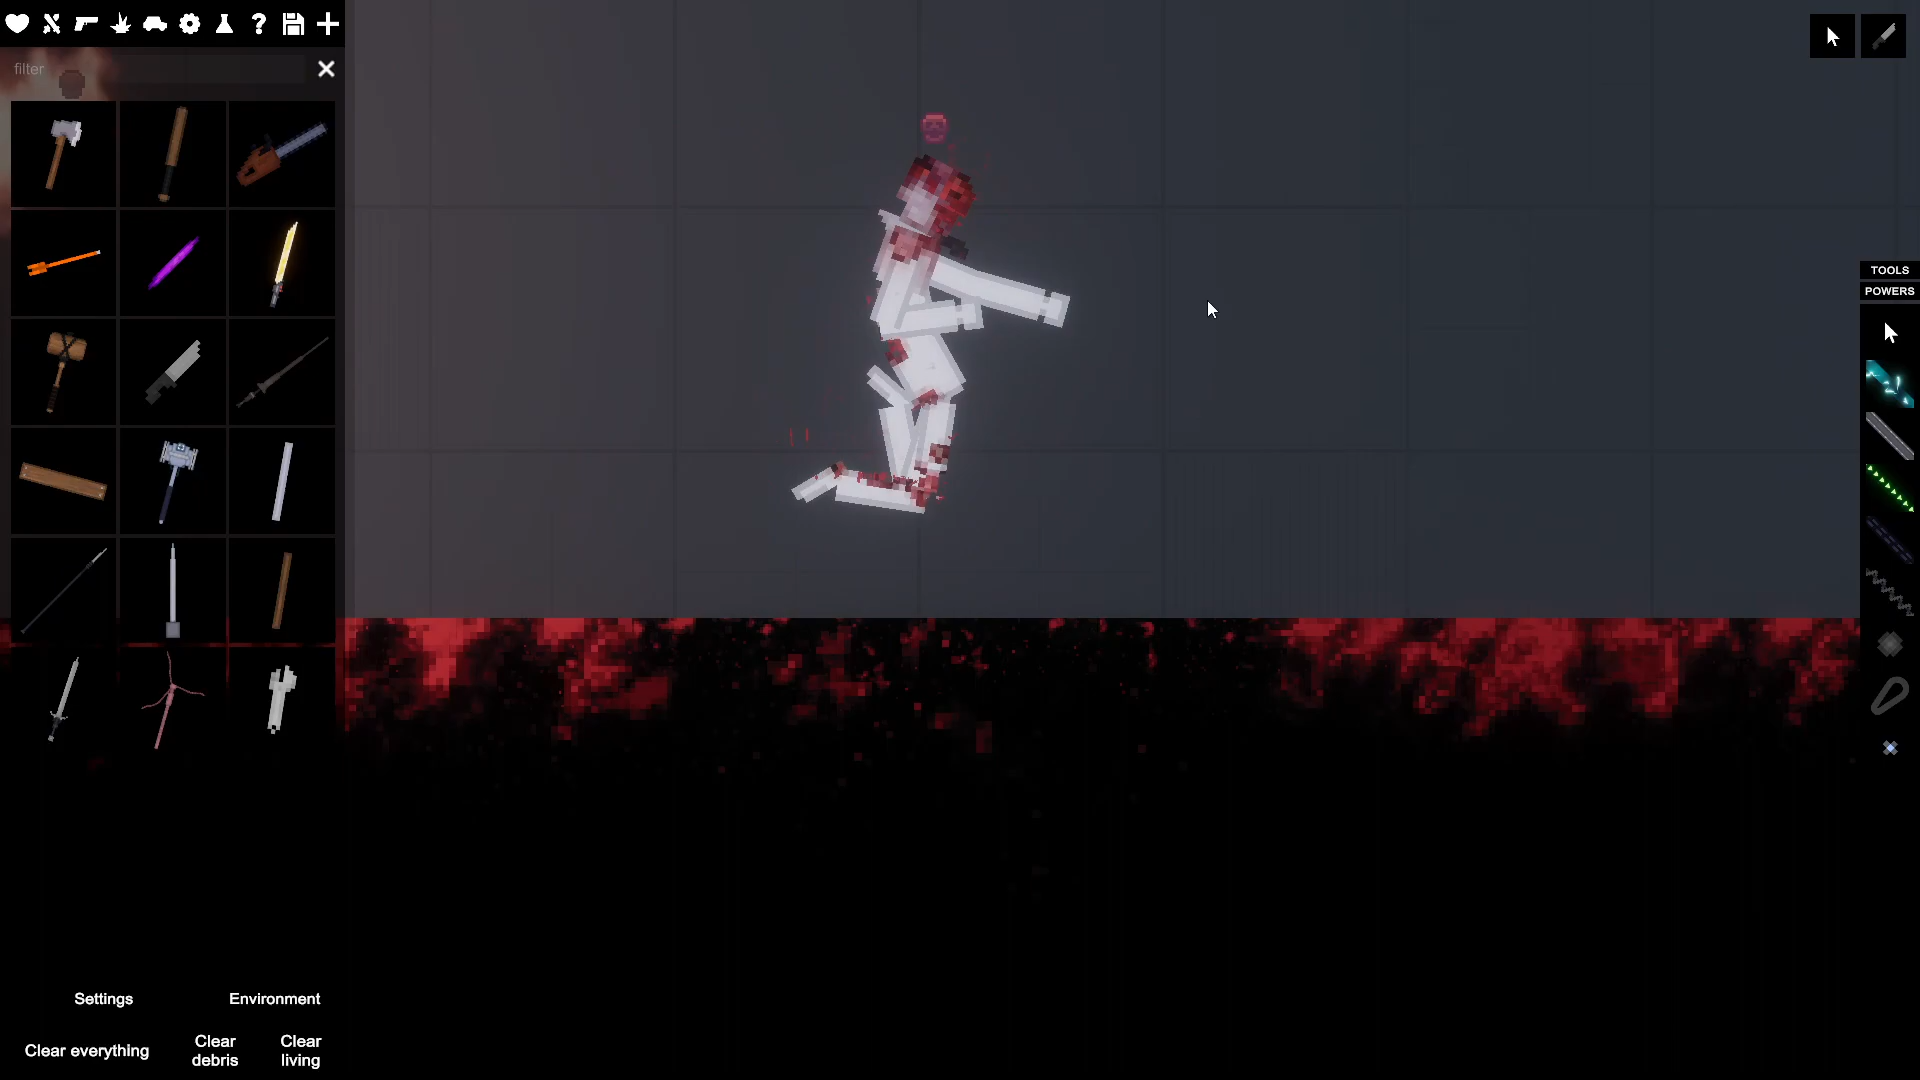 filter
TOOLS
POWERS
Settings
Environment
Clear everything
Clear
debris
Clear
living